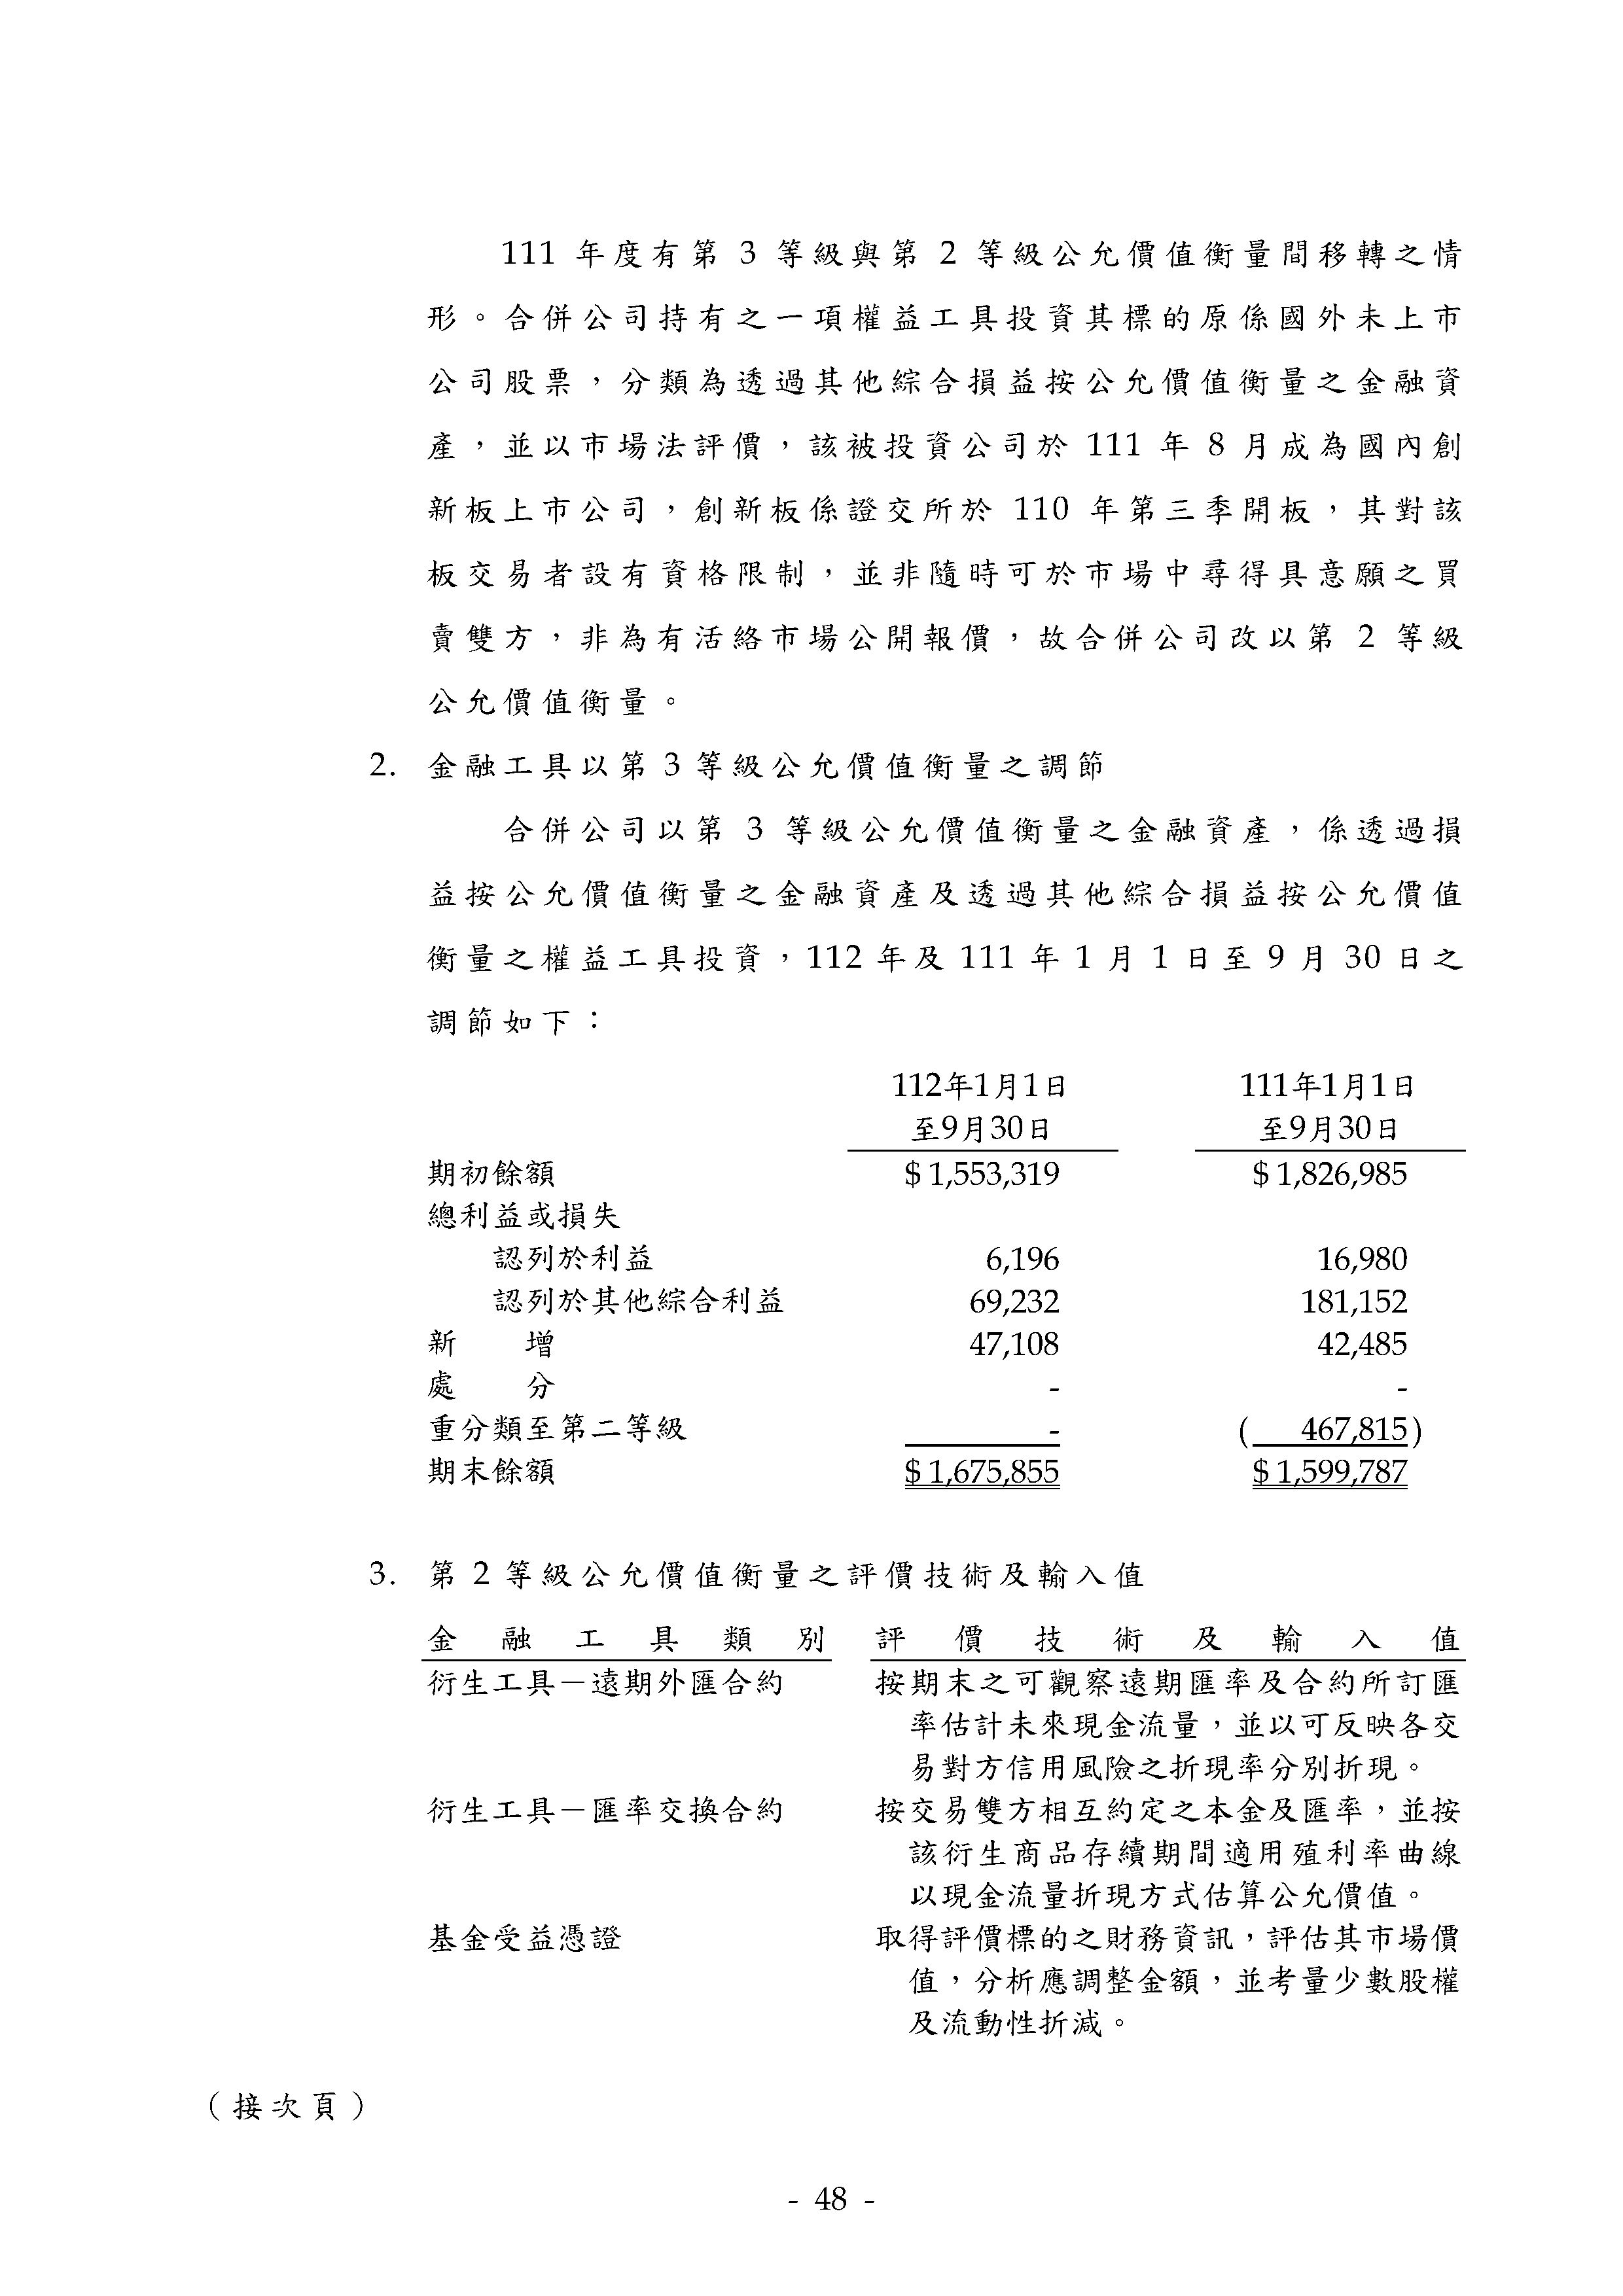 111 年度有第 3 等級與第 2 等級公允價值衡量間移轉之情
形。合併公司持有之一項權益工具投資其標的原係國外未上市
公司股票，分類為透過其他綜合損益按公允價值衡量之金融資
產，並以市場法評價，該被投資公司於 111 年 8 月成為國內創
新板上市公司，創新板係證交所於 110 年第三季開板，其對該
板交易者設有資格限制，並非隨時可於市場中尋得具意願之買
賣雙方，非為有活絡市場公開報價，故合併公司改以第 2 等級
公允價值衡量。
2. 金融工具以第 3 等級公允價值衡量之調節
合併公司以第 3 等級公允價值衡量之金融資產，係透過損
益按公允價值衡量之金融資產及透過其他綜合損益按公允價值
衡量之權益工具投資，112 年及 111 年 1 月 1 日至 9 月 30 日之
調節如下：
112年1月1日 111年1月1日
至9月30日 至9月30日
期初餘額 $ 1,553,319 $ 1,826,985
總利益或損失
認列於利益 6,196 16,980
認列於其他綜合利益 69,232 181,152
新 增 47,108 42,485
處 分 - -
重分類至第二等級 - ( 467,815)
期末餘額 $ 1,675,855 $ 1,599,787
3. 第 2 等級公允價值衡量之評價技術及輸入值
金融工具類別 評價技術及輸入值
衍生工具－遠期外匯合約 按期末之可觀察遠期匯率及合約所訂匯
率估計未來現金流量，並以可反映各交
易對方信用風險之折現率分別折現。
衍生工具－匯率交換合約 按交易雙方相互約定之本金及匯率，並按
該衍生商品存續期間適用殖利率曲線
以現金流量折現方式估算公允價值。
基金受益憑證 取得評價標的之財務資訊，評估其市場價
值，分析應調整金額，並考量少數股權
及流動性折減。
（接次頁）
- 48 -